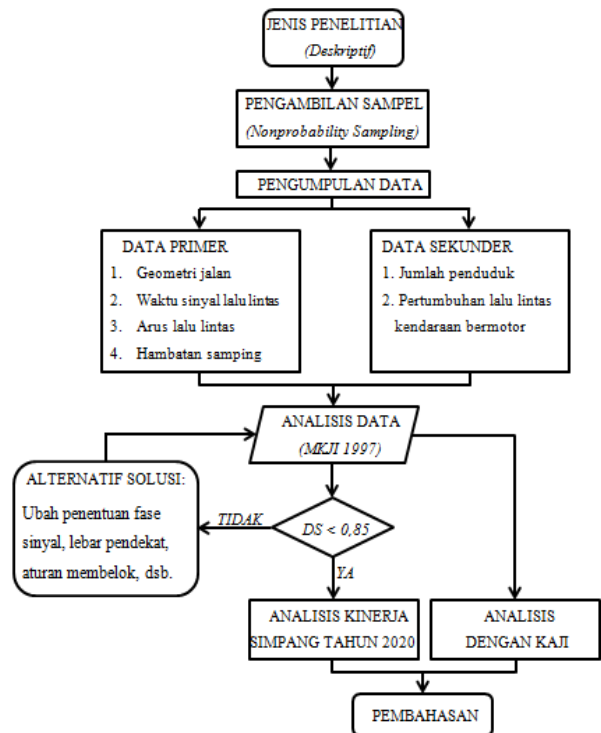 JENIS PENELITIAN
(Deskriptif)
PENGAMBILAN SAMPEL
(Nonprobability Sampling)
PENGUMPULAN DATA
DATA PRIMER
1. Geometri jalan
2. Waktu sinyal lalu lintas
3. Arus lalu lintas
4. Hambatan samping
DATA SEKUNDER
1. Jumlah penduduk
2. Pertumbuhan lalu lintas
kendaraan bermotor
ANALISIS DATA
(MKJI 1997)
ALTERNATIF SOLUSI:
Ubah penentuan fase
sinyal, lebar pendekat,
aturan membelok, dsb.
TIDAK
DS < 0,85
YA
ANALISIS KINERJA
SIMPANG TAHUN 2020
ANALISIS
DENGAN KAJI
PEMBAHASAN